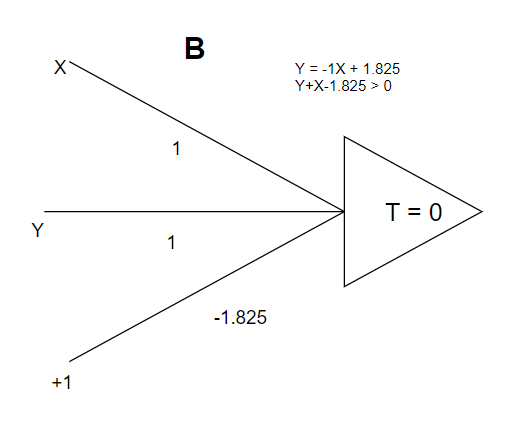 B
X
Y = -1X + 1.825
Y+X-1.825 > 0
1
T = 0
Y
1
-1.825
+1